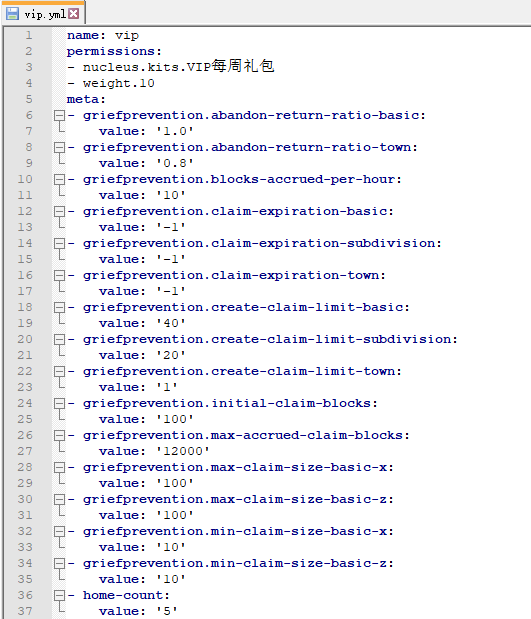 vip.yml
1 name: vip
2 permissions:
3 - nucleus.kits.VIP每周礼包
4 - weight.10
5 meta:
6 - griefprevention.abandon-return-ratio-basic:
7 value: '1.0'
8 - griefprevention.abandon-return-ratio-town:
9 value: '0.8'
10 - griefprevention.blocks-accrued-per-hour:
11 value: '10'
12 - griefprevention.claim-expiration-basic:
13 value: '-1'
14 - griefprevention.claim-expiration-subdivision:
15 value: '-1'
16 - griefprevention.claim-expiration-town:
17 value: '-1'
18 - griefprevention.create-claim-limit-basic:
19 value: '40'
20 - griefprevention.create-claim-limit-subdivision:
21 value: '20'
22 - griefprevention.create-claim-limit-town:
23 value: '1'
24 - griefprevention.initial-claim-blocks:
25 value: '100'
26 - griefprevention.max-accrued-claim-blocks:
27 value: '12000'
28 - griefprevention.max-claim-size-basic-x:
29 value: '100'
30 - griefprevention.max-claim-size-basic-z:
31 value: '100'
32 - griefprevention.min-claim-size-basic-x:
33 value: '10'
34 - griefprevention.min-claim-size-basic-z:
35 value: '10'
36 - home-count:
37 value: '5'